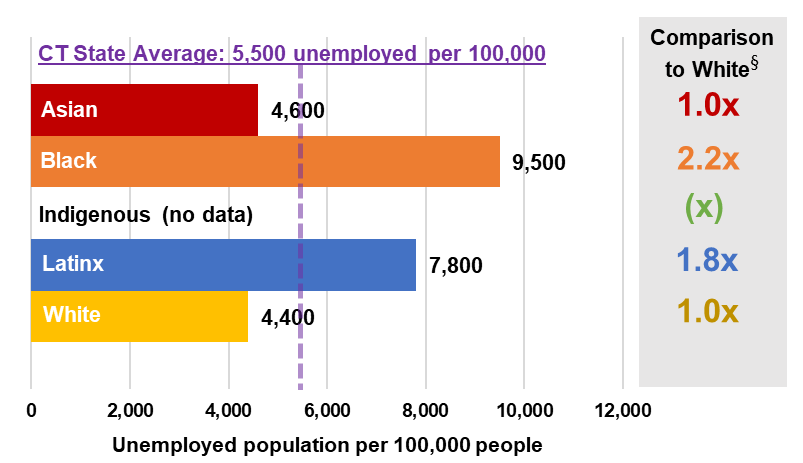 CT State Average: 5,500 unemployed per 100,000
Comparison
to White§
Asian 4,600 1.0x
Black 9,500 2.2x
Indigenous (no data) (x)
Latinx 7,800 1.8x
White 4,400 1.0x
0 2,000 4,000 6,000 8,000 10,000 12,000
Unemployed population per 100,000 people